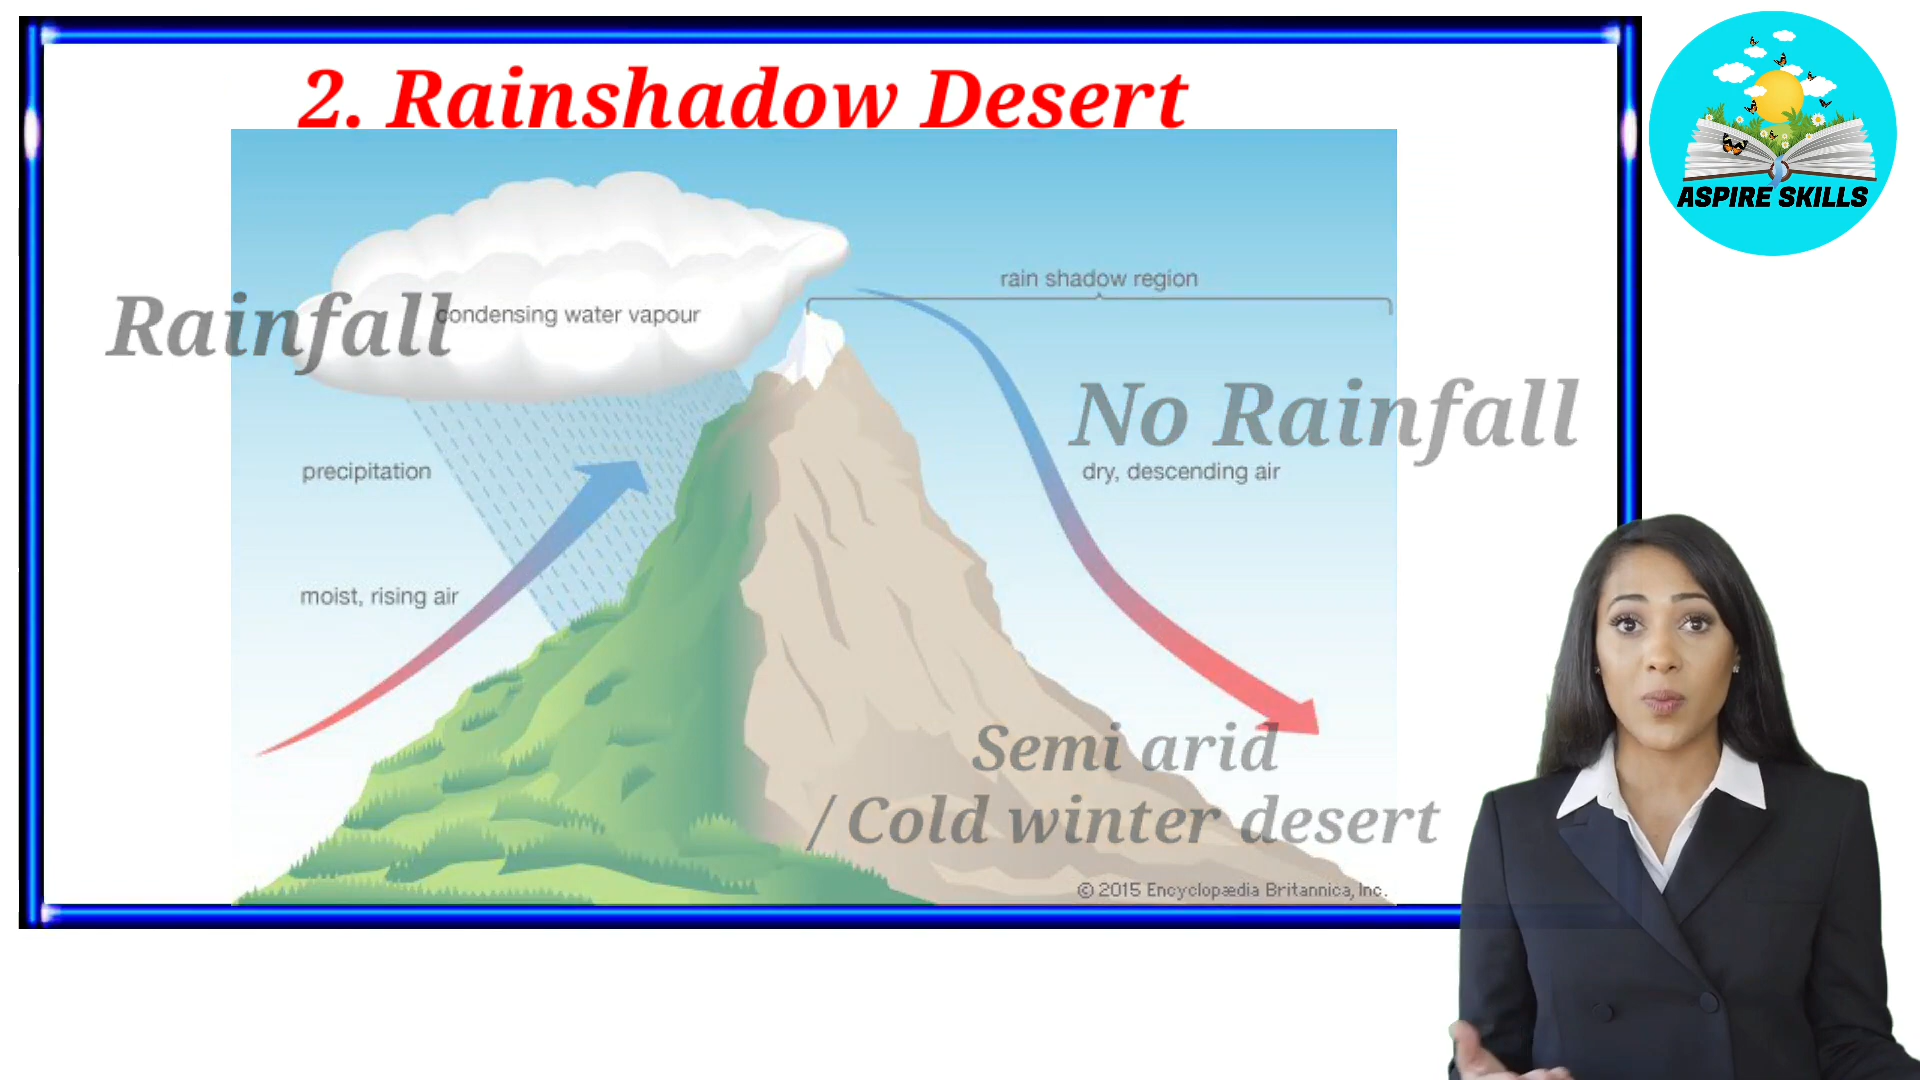 2. Rainshadow Desert
ASPIRE SKILLS
rain shadow region
Rainfall
condensing water vapour
No Rainfall
precipitation
dry, descending air
moist, rising air
Semi arid
/ Cold winter desert
© 2015 Encyclopædia Britannica, Inc.